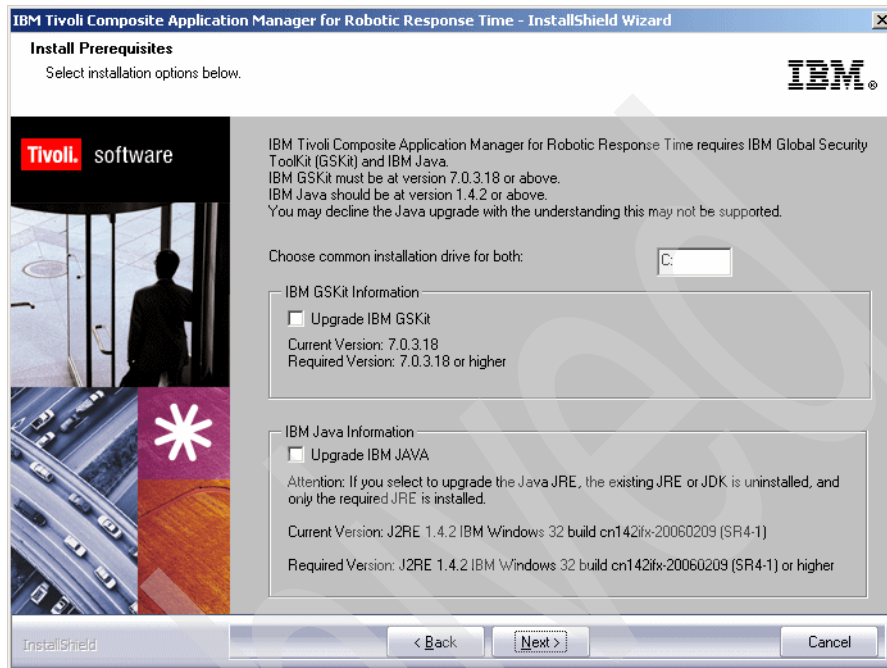 IBM Tivoli Composite Application Manager for Robotic Response Time - InstallShield Wizard
Install Prerequisites
Select installation options below.
IBM®
Tivoli. software
IBM Tivoli Composite Application Manager for Robotic Response Time requires IBM Global Security
ToolKit (GSKit) and IBM Java.
IBM GSKit must be at version 7.0.3.18 or above.
IBM Java should be at version 1.4.2 or above.
You may decline the Java upgrade with the understanding this may not be supported.
Choose common installation drive for both:
C:
IBM GSKit Information
Upgrade IBM GSKit
Current Version: 7.0.3.18
Required Version: 7.0.3.18 or higher
IBM Java Information
Upgrade IBM JAVA
Attention: If you select to upgrade the Java JRE, the existing JRE or JDK is uninstalled, and
only the required JRE is installed.
Current Version: J2RE 1.4.2 IBM Windows 32 build cn142ifx-20060209 (SR4-1)
Required Version: J2RE 1.4.2 IBM Windows 32 build cn142ifx-20060209 (SR4-1) or higher
InstallShield
< Back
Next >
Cancel